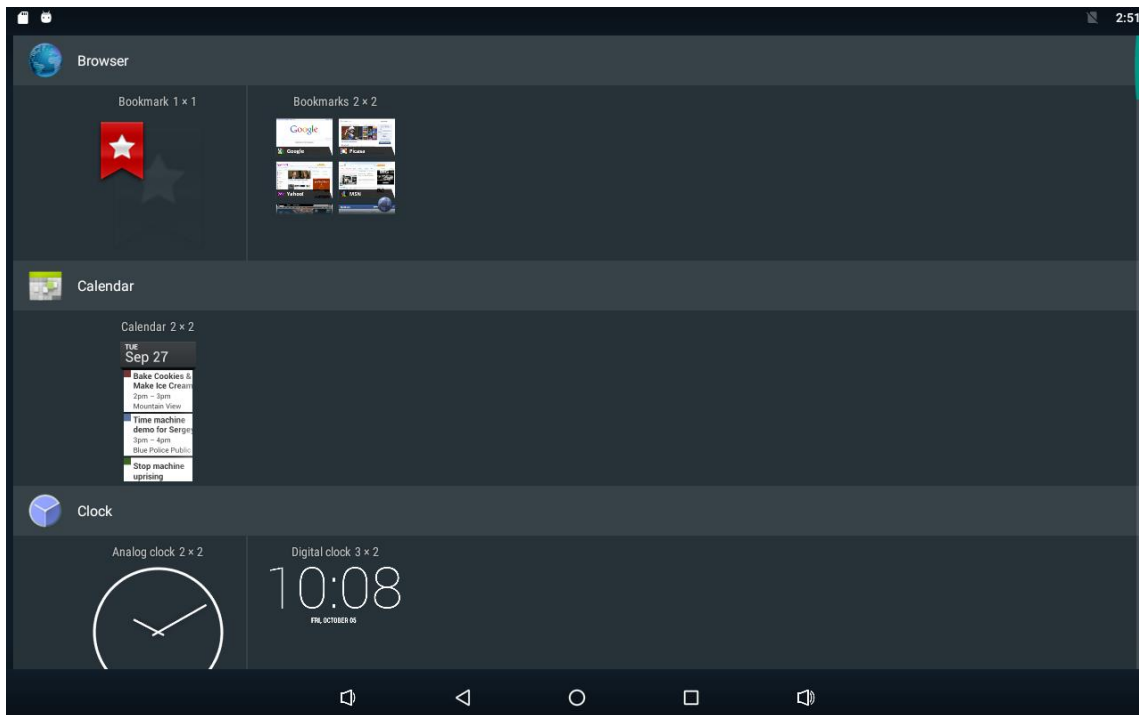 2:51
Browser
Bookmark 1 × 1
Bookmarks 2 × 2
Google
Google
Picasa
Yahoo!
MSN
Calendar
Calendar 2 × 2
TUE
Sep 27
Bake Cookies &
Make Ice Cream
2pm – 3pm
Mountain View
Time machine
demo for Sergey
3pm – 4pm
Blue Police Public
Stop machine
uprising
Clock
Analog clock 2 × 2
Digital clock 3 × 2
10:08
FRI, OCTOBER 05